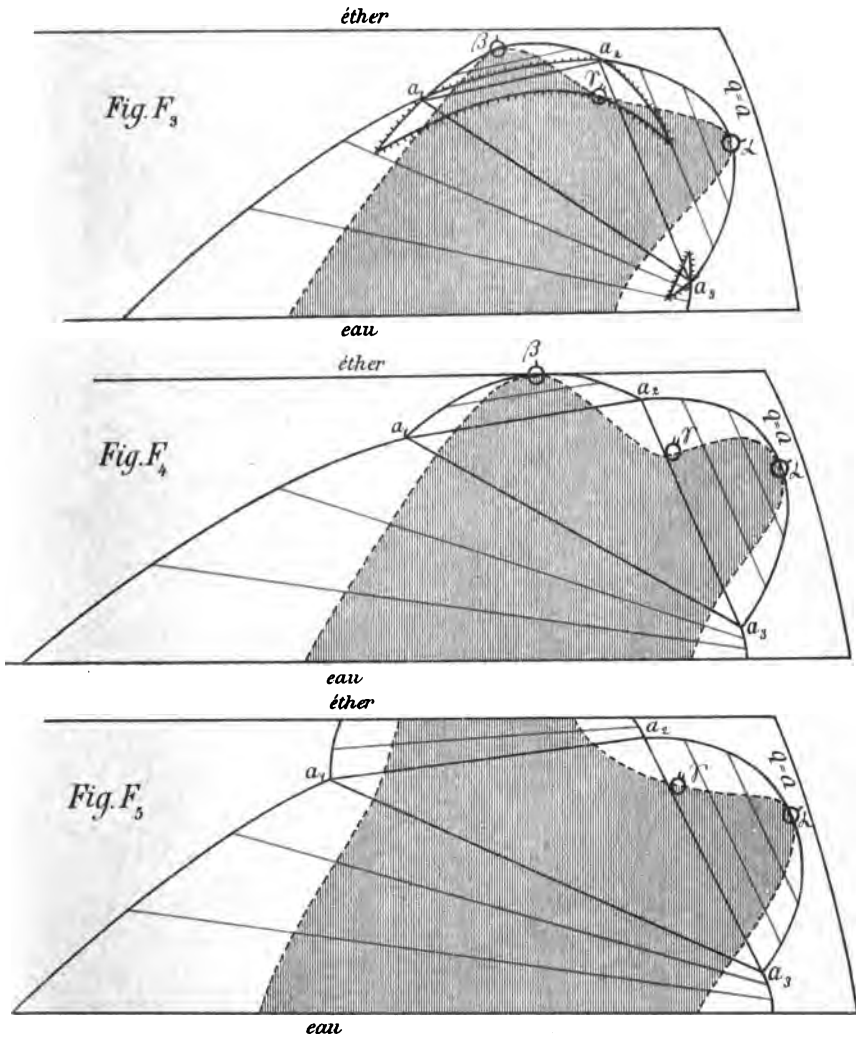 éther
β
a₂
a₁
γ
v=b
Fig. F₃
α
a₃
eau
β
éther
a₂
a₁
γ
v=b
Fig. F₄
α
a₃
eau
éther
a₂
a₁
γ
v=b
Fig. F₅
α
a₃
eau